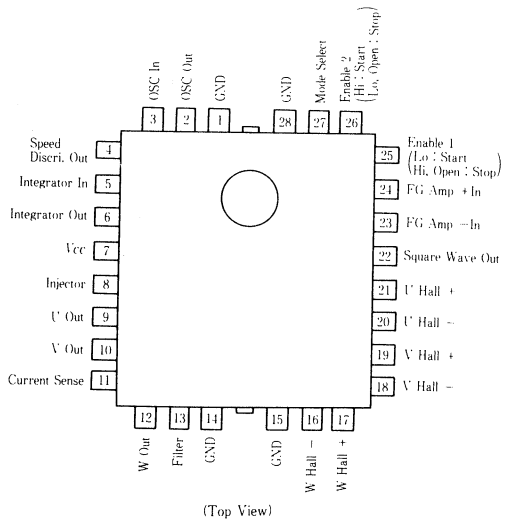 OSC In
OSC Out
GND
GND
Mode Select
Enable 2
(Hi : Start
Lo, Open : Stop)
3
2
1
28
27
26
Speed
Discri. Out
4
Integrator In
5
Integrator Out
6
Vcc
7
Injector
8
U Out
9
V Out
10
Current Sense
11
25
Enable 1
(Lo : Start
Hi, Open : Stop)
24
FG Amp +In
23
FG Amp −In
22
Square Wave Out
21
U Hall +
20
U Hall −
19
V Hall +
18
V Hall −
12
13
14
15
16
17
W Out
Filter
GND
GND
W Hall −
W Hall +
(Top View)